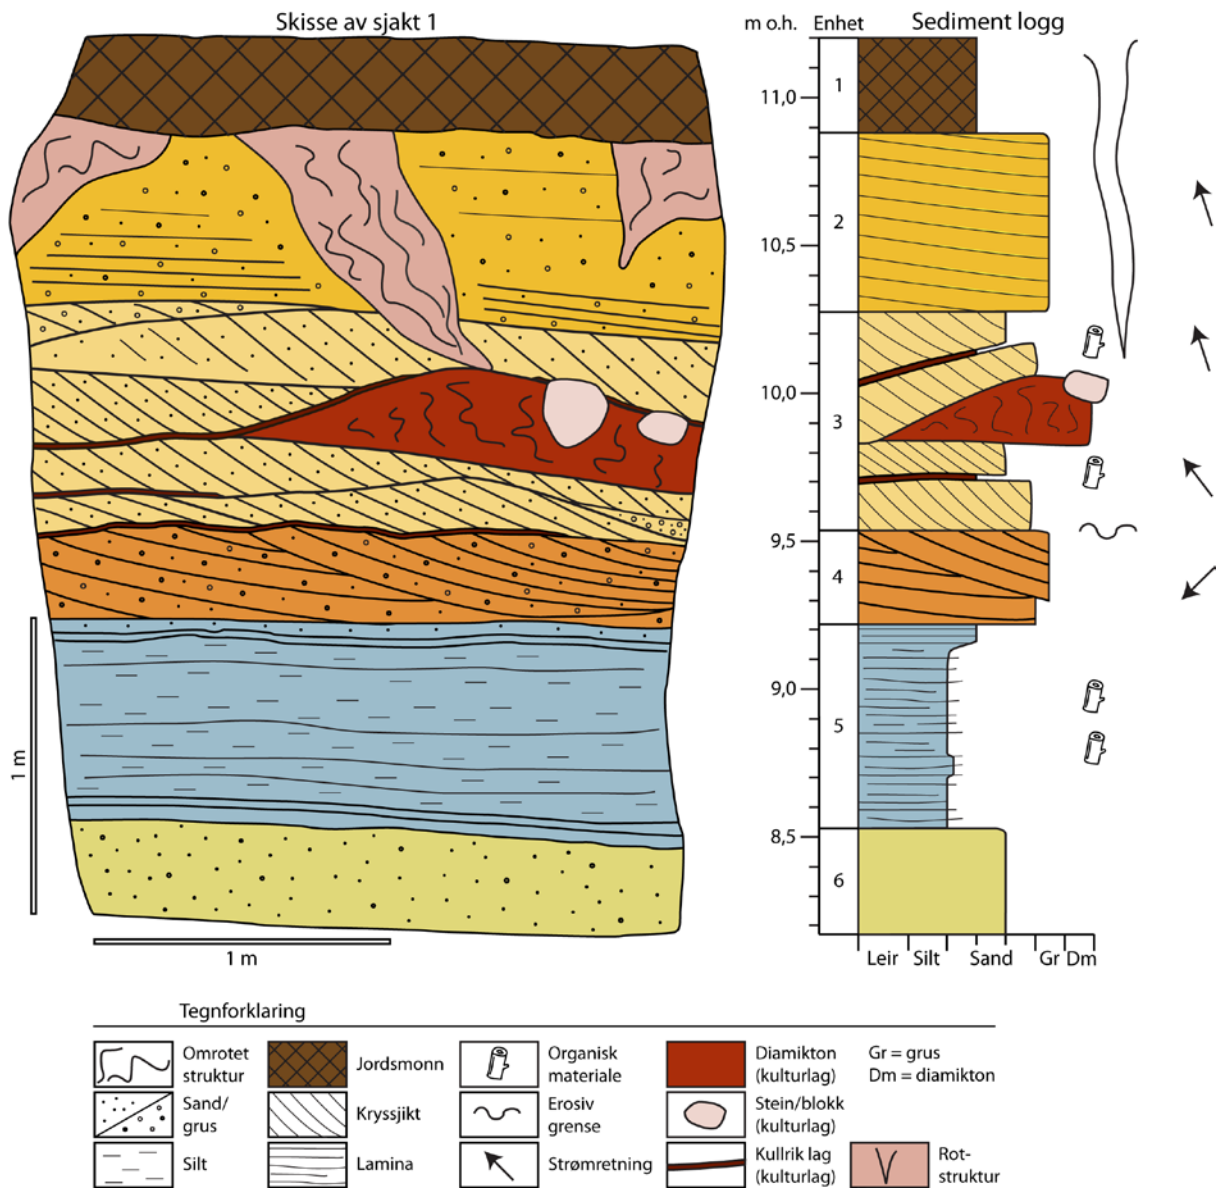 Skisse av sjakt 1
m o.h. Enhet Sediment logg
1
11,0
2
10,5
10,0
3
9,5
4
9,0
5
8,5
6
Leir Silt Sand Gr Dm
1 m
1 m
Tegnforklaring
Omrotet
struktur
Jordsmonn
Organisk
materiale
Diamikton
(kulturlag)
Gr = grus
Dm = diamikton
Sand/
grus
Kryssjikt
Erosiv
grense
Stein/blokk
(kulturlag)
Silt
Lamina
Strømretning
Kullrik lag
(kulturlag)
Rot-
struktur